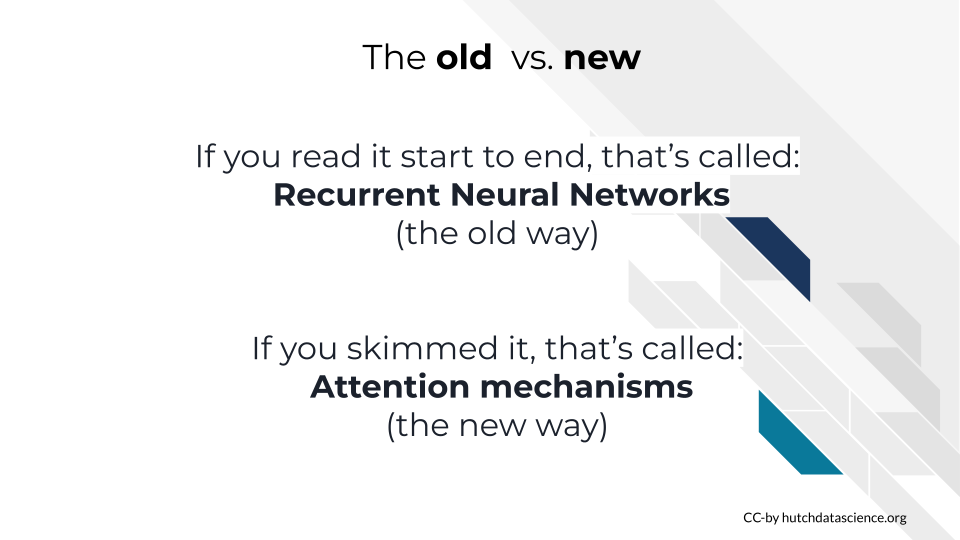 The old vs. new
If you read it start to end, that's called:
Recurrent Neural Networks
(the old way)
If you skimmed it, that's called:
Attention mechanisms
(the new way)
CC-by hutchdatascience.org